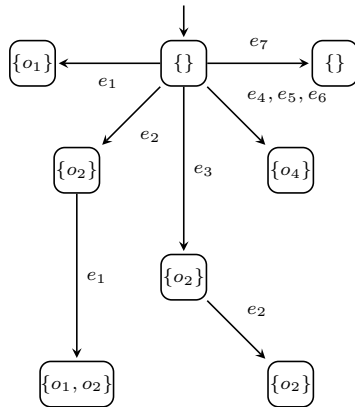 {o₁} {} {}
e₁ e₇
e₄, e₅, e₆
e₂
{o₂} e₃ {o₄}
e₁ {o₂}
e₂
{o₁, o₂} {o₂}